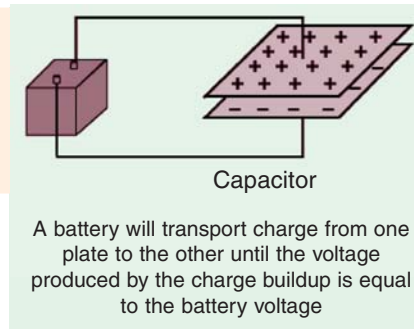 Capacitor
A battery will transport charge from one
plate to the other until the voltage
produced by the charge buildup is equal
to the battery voltage